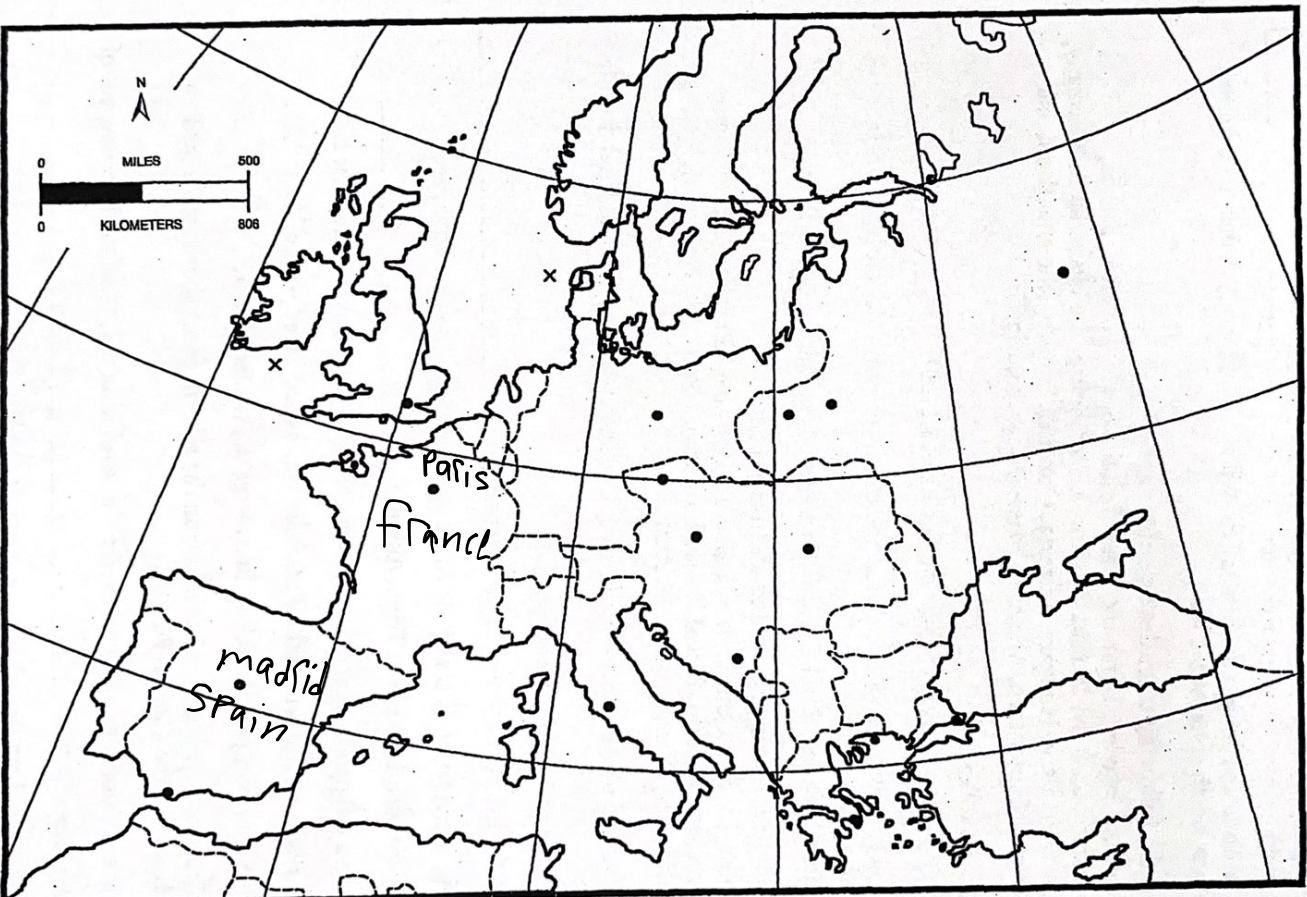 N
0 MILES 500
0 KILOMETERS 806
paris
france
madrid
spain